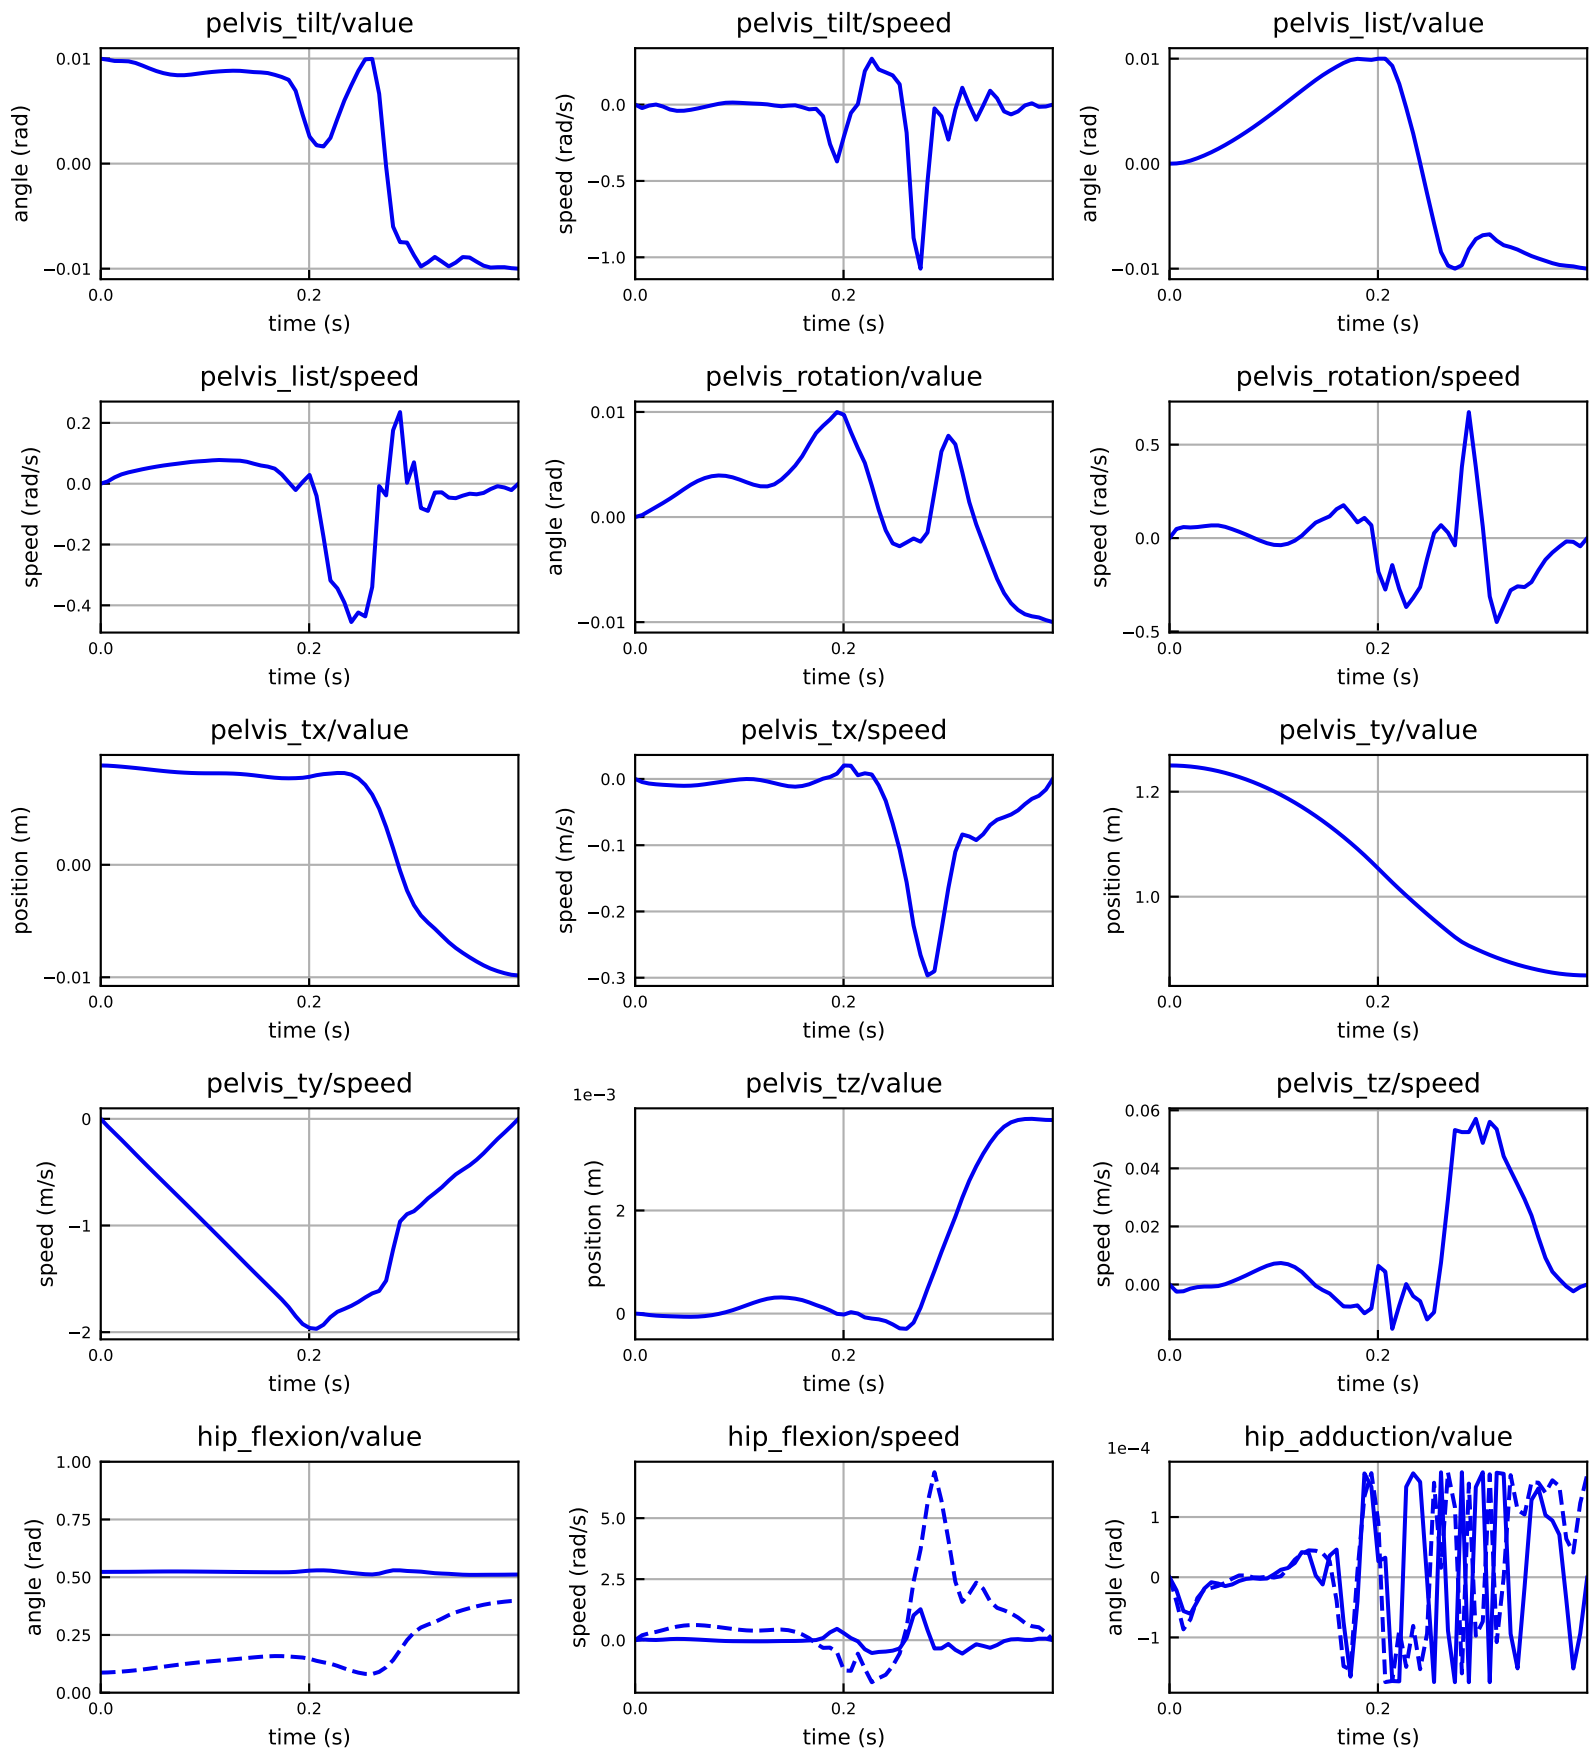 pelvis_tilt/value
angle (rad)
0.01
0.00
−0.01
0.0
0.2
time (s)
pelvis_tilt/speed
speed (rad/s)
0.0
−0.5
−1.0
0.0
0.2
time (s)
pelvis_list/value
angle (rad)
0.01
0.00
−0.01
0.0
0.2
time (s)
pelvis_list/speed
speed (rad/s)
0.2
0.0
−0.2
−0.4
0.0
0.2
time (s)
pelvis_rotation/value
angle (rad)
0.01
0.00
−0.01
0.0
0.2
time (s)
pelvis_rotation/speed
speed (rad/s)
0.5
0.0
−0.5
0.0
0.2
time (s)
pelvis_tx/value
position (m)
0.00
−0.01
0.0
0.2
time (s)
pelvis_tx/speed
speed (m/s)
0.0
−0.1
−0.2
−0.3
0.0
0.2
time (s)
pelvis_ty/value
position (m)
1.2
1.0
0.0
0.2
time (s)
pelvis_ty/speed
speed (m/s)
0
−1
−2
0.0
0.2
time (s)
pelvis_tz/value
1e−3
position (m)
2
0
0.0
0.2
time (s)
pelvis_tz/speed
speed (m/s)
0.06
0.04
0.02
0.00
0.0
0.2
time (s)
hip_flexion/value
angle (rad)
1.00
0.75
0.50
0.25
0.00
0.0
0.2
time (s)
hip_flexion/speed
speed (rad/s)
5.0
2.5
0.0
0.0
0.2
time (s)
hip_adduction/value
1e−4
angle (rad)
1
0
−1
0.0
0.2
time (s)